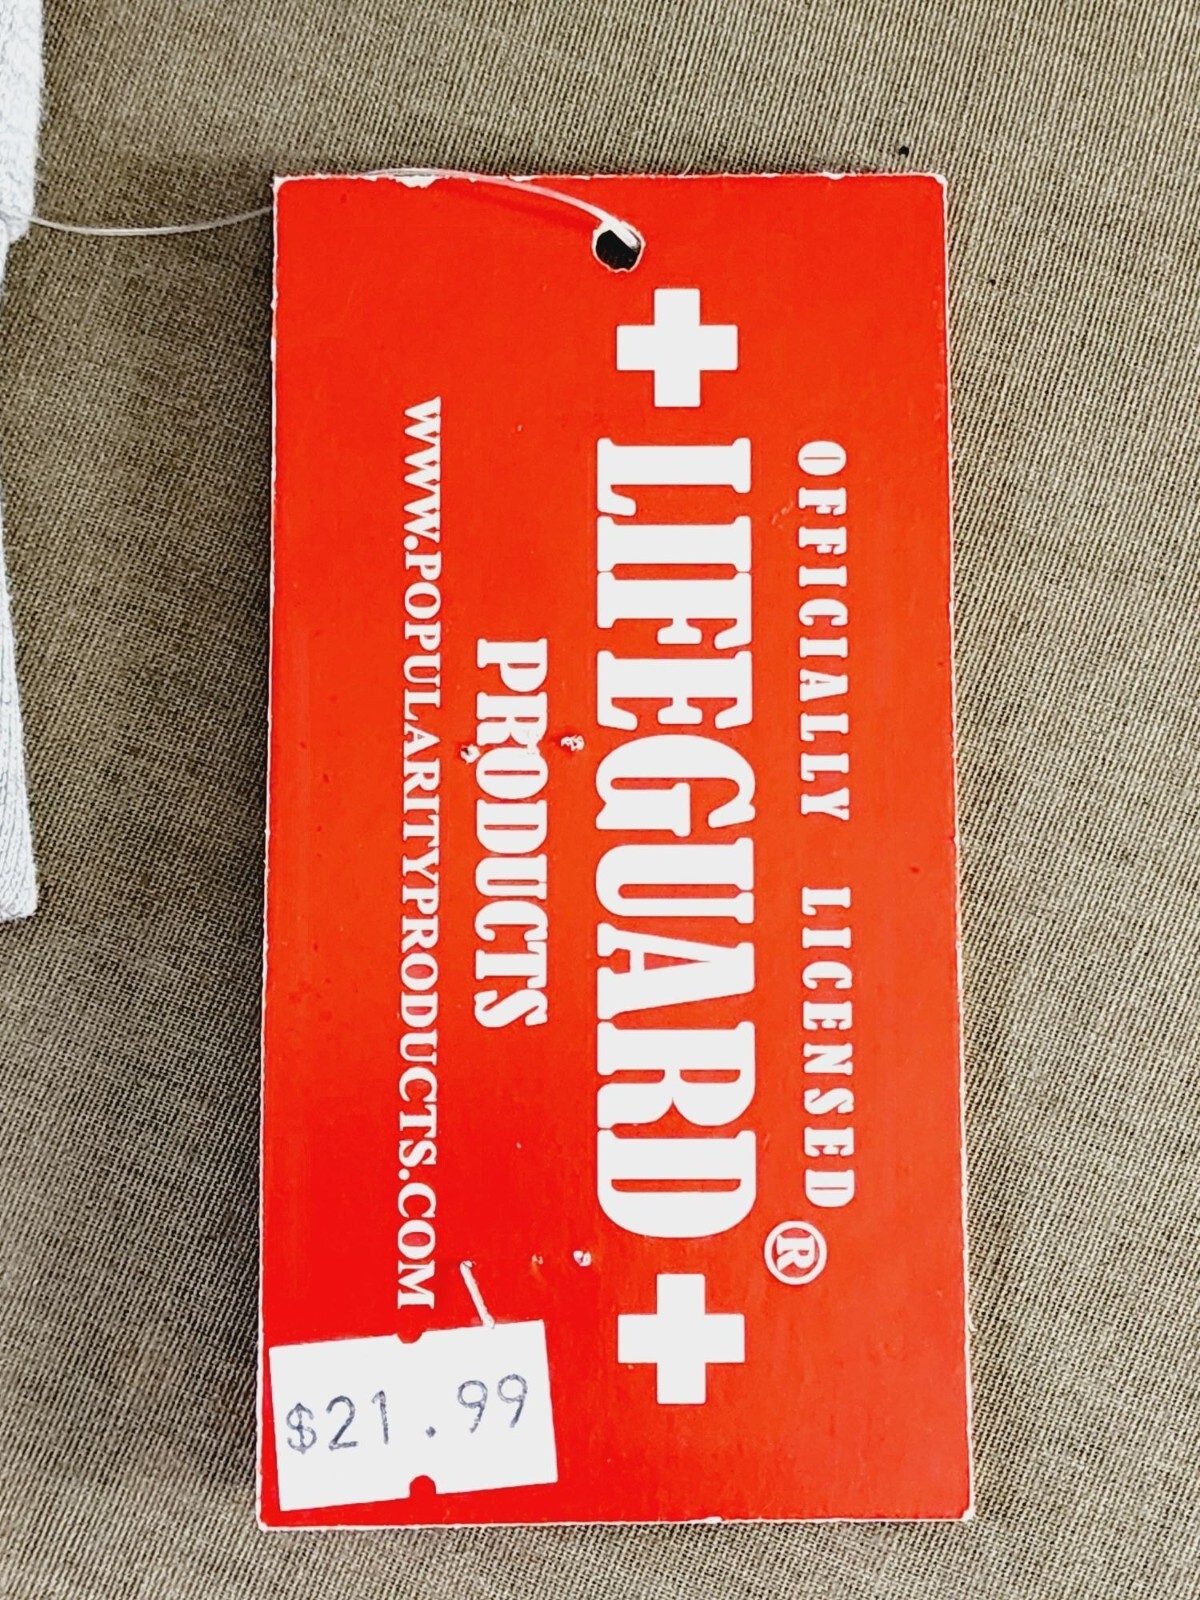 OFFICIALLY LICENSED
LIFEGUARD®
PRODUCTS
WWW.POPULARITYPRODUCTS.COM
$21.99